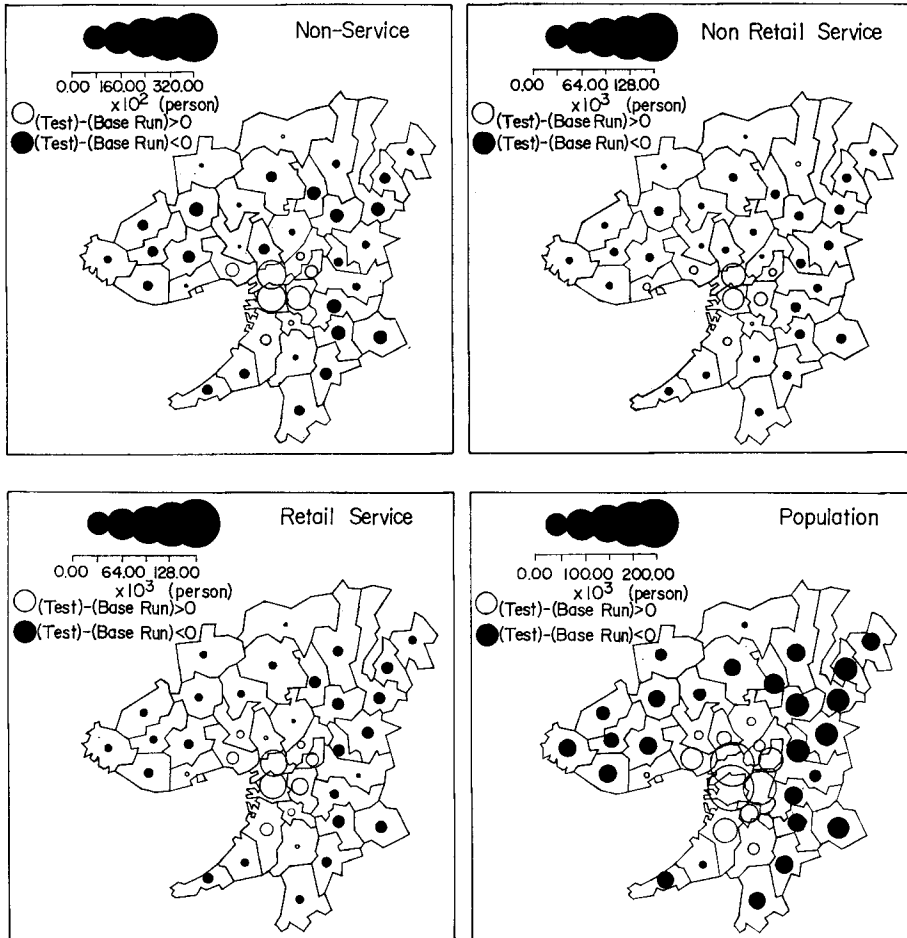 Non-Service
0.00 160.00 320.00
x10² (person)
(Test)-(Base Run)>0
(Test)-(Base Run)<0
Non Retail Service
0.00 64.00 128.00
x10³ (person)
(Test)-(Base Run)>0
(Test)-(Base Run)<0
Retail Service
0.00 64.00 128.00
x10³ (person)
(Test)-(Base Run)>0
(Test)-(Base Run)<0
Population
0.00 100.00 200.00
x10³ (person)
(Test)-(Base Run)>0
(Test)-(Base Run)<0